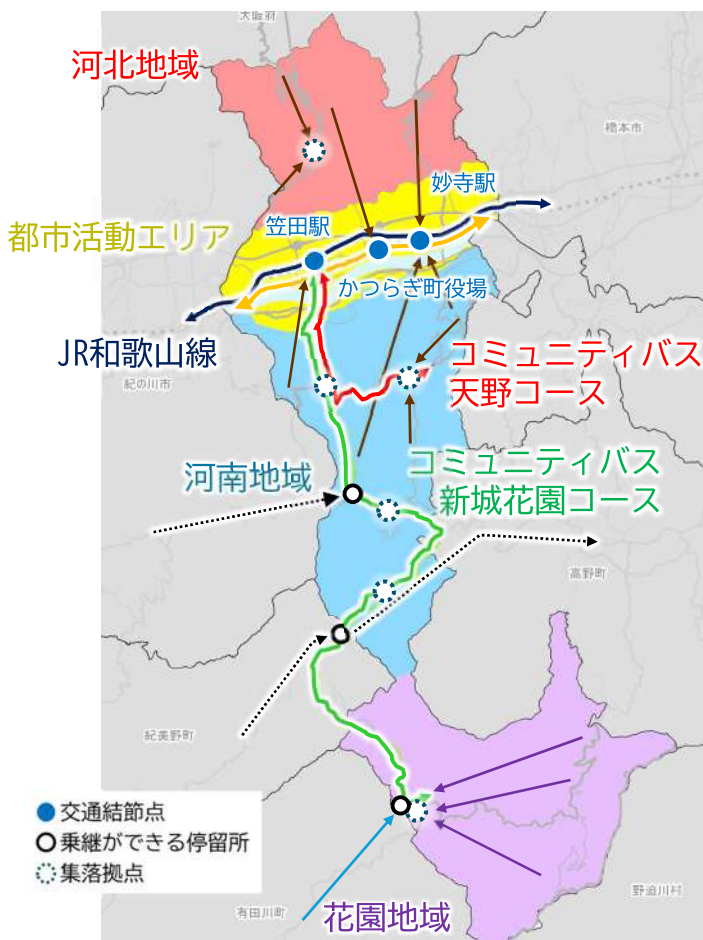 大阪府
河北地域
橋本市
妙寺駅
笠田駅
都市活動エリア
かつらぎ町役場
JR和歌山線
紀の川市
コミュニティバス
天野コース
河南地域
コミュニティバス
新城花園コース
高野町
紀美野町
交通結節点
乗継ができる停留所
集落拠点
野迫川村
有田川町
花園地域